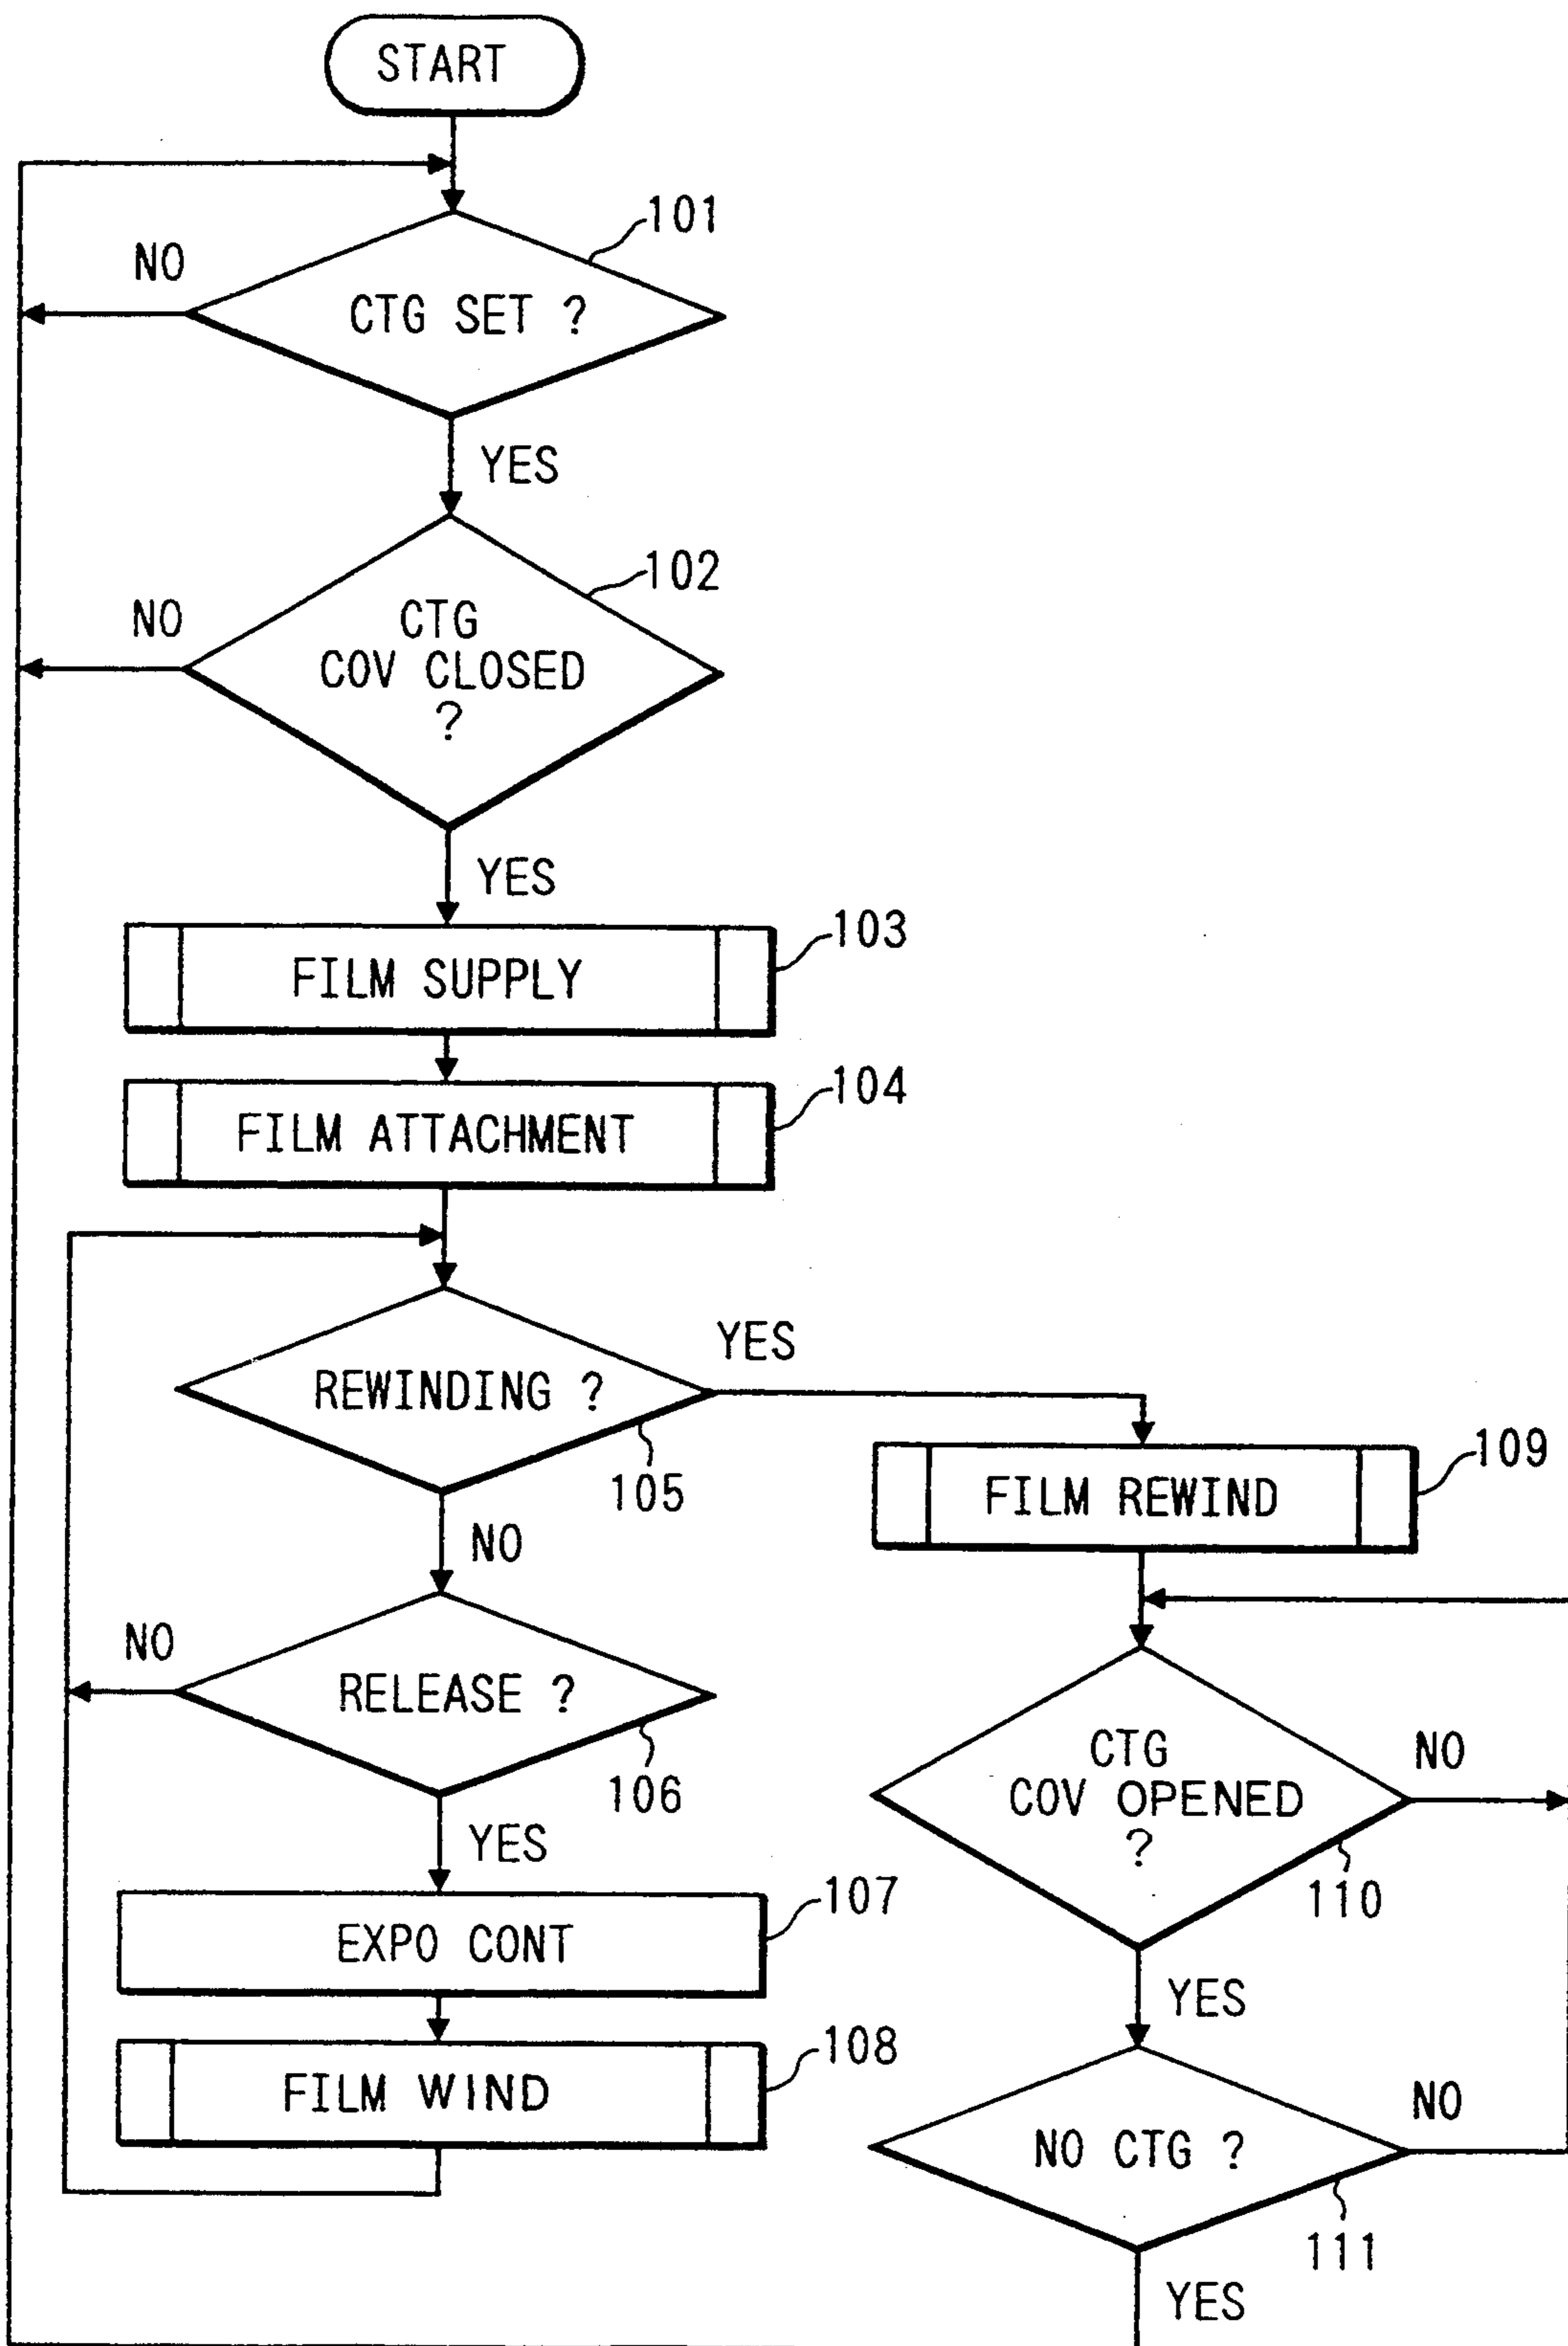 START
101
NO
CTG SET ?
YES
102
NO
CTG
COV CLOSED
?
YES
103
FILM SUPPLY
104
FILM ATTACHMENT
YES
REWINDING ?
105
NO
109
FILM REWIND
NO
RELEASE ?
106
YES
107
EXPO CONT
108
FILM WIND
CTG
COV OPENED
?
NO
110
YES
NO
NO CTG ?
111
YES